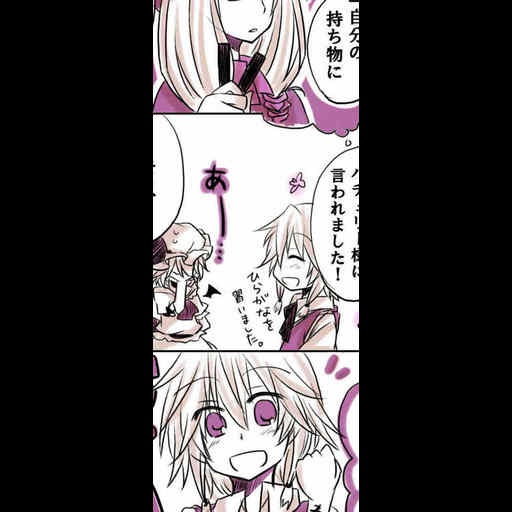 自分の
持ち物に
パチュリー様に
言われました！
あー…
ひらがなを
習いました。